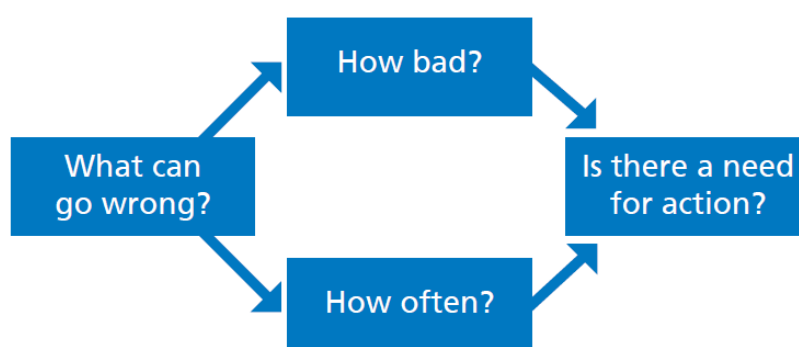 How bad?
What can
go wrong?
Is there a need
for action?
How often?